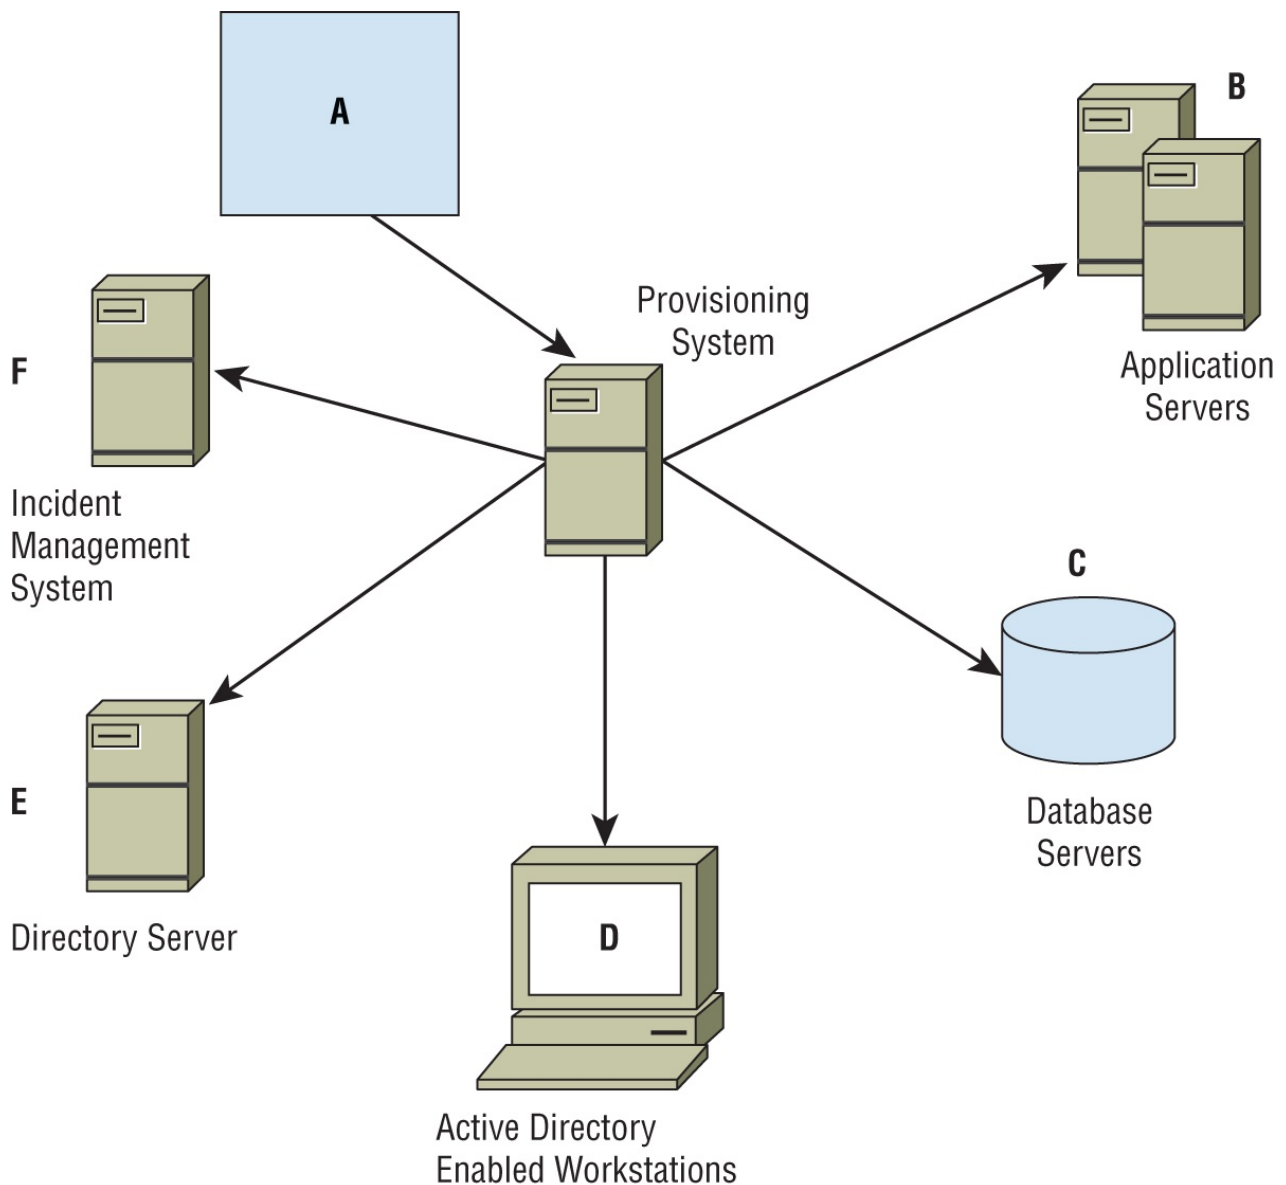 A
B
Provisioning
System
Application
Servers
F
Incident
Management
System
C
Database
Servers
E
Directory Server
D
Active Directory
Enabled Workstations